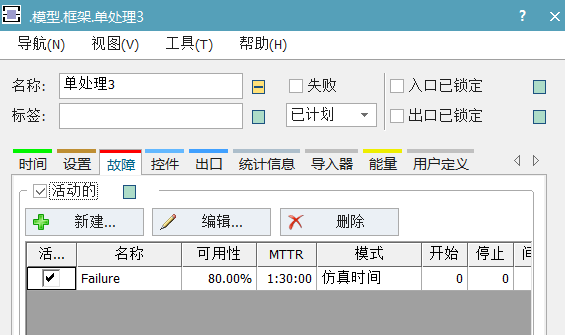 .模型.框架.单处理3
? ×
导航(N) 视图(V) 工具(T) 帮助(H)
名称: 单处理3 失败 入口已锁定
标签: 已计划 出口已锁定
时间 设置 故障 控件 出口 统计信息 导入器 能量 用户定义
活动的
新建... 编辑... 删除
活... 名称 可用性 MTTR 模式 开始 停止 间
Failure 80.00% 1:30:00 仿真时间 0 0